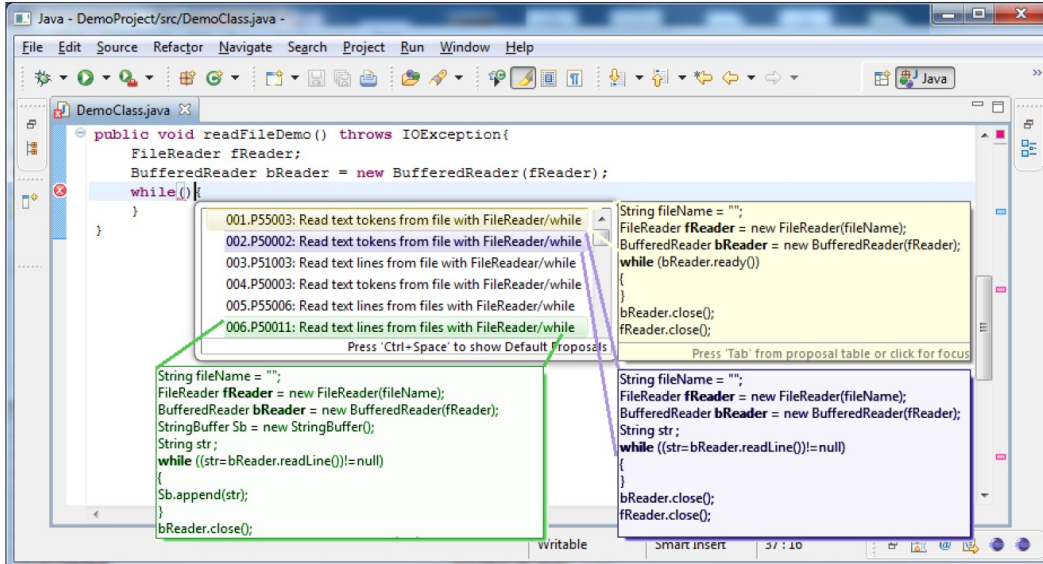 Java - DemoProject/src/DemoClass.java -
File Edit Source Refactor Navigate Search Project Run Window Help
Java
DemoClass.java
public void readFileDemo() throws IOException{
FileReader fReader;
BufferedReader bReader = new BufferedReader(fReader);
while(){
}
}
001.P55003: Read text tokens from file with FileReader/while
002.P50002: Read text tokens from file with FileReader/while
003.P51003: Read text lines from file with FileReadear/while
004.P50003: Read text tokens from file with FileReader/while
005.P55006: Read text lines from files with FileReader/while
006.P50011: Read text lines from files with FileReader/while
Press 'Ctrl+Space' to show Default Proposals
String fileName = "";
FileReader fReader = new FileReader(fileName);
BufferedReader bReader = new BufferedReader(fReader);
while (bReader.ready())
{
}
bReader.close();
fReader.close();
Press 'Tab' from proposal table or click for focus
String fileName = "";
FileReader fReader = new FileReader(fileName);
BufferedReader bReader = new BufferedReader(fReader);
StringBuffer Sb = new StringBuffer();
String str ;
while ((str=bReader.readLine())!=null)
{
Sb.append(str);
}
bReader.close();
String fileName = "";
FileReader fReader = new FileReader(fileName);
BufferedReader bReader = new BufferedReader(fReader);
String str ;
while ((str=bReader.readLine())!=null)
{
}
bReader.close();
fReader.close();
Writable Smart Insert 37 : 16